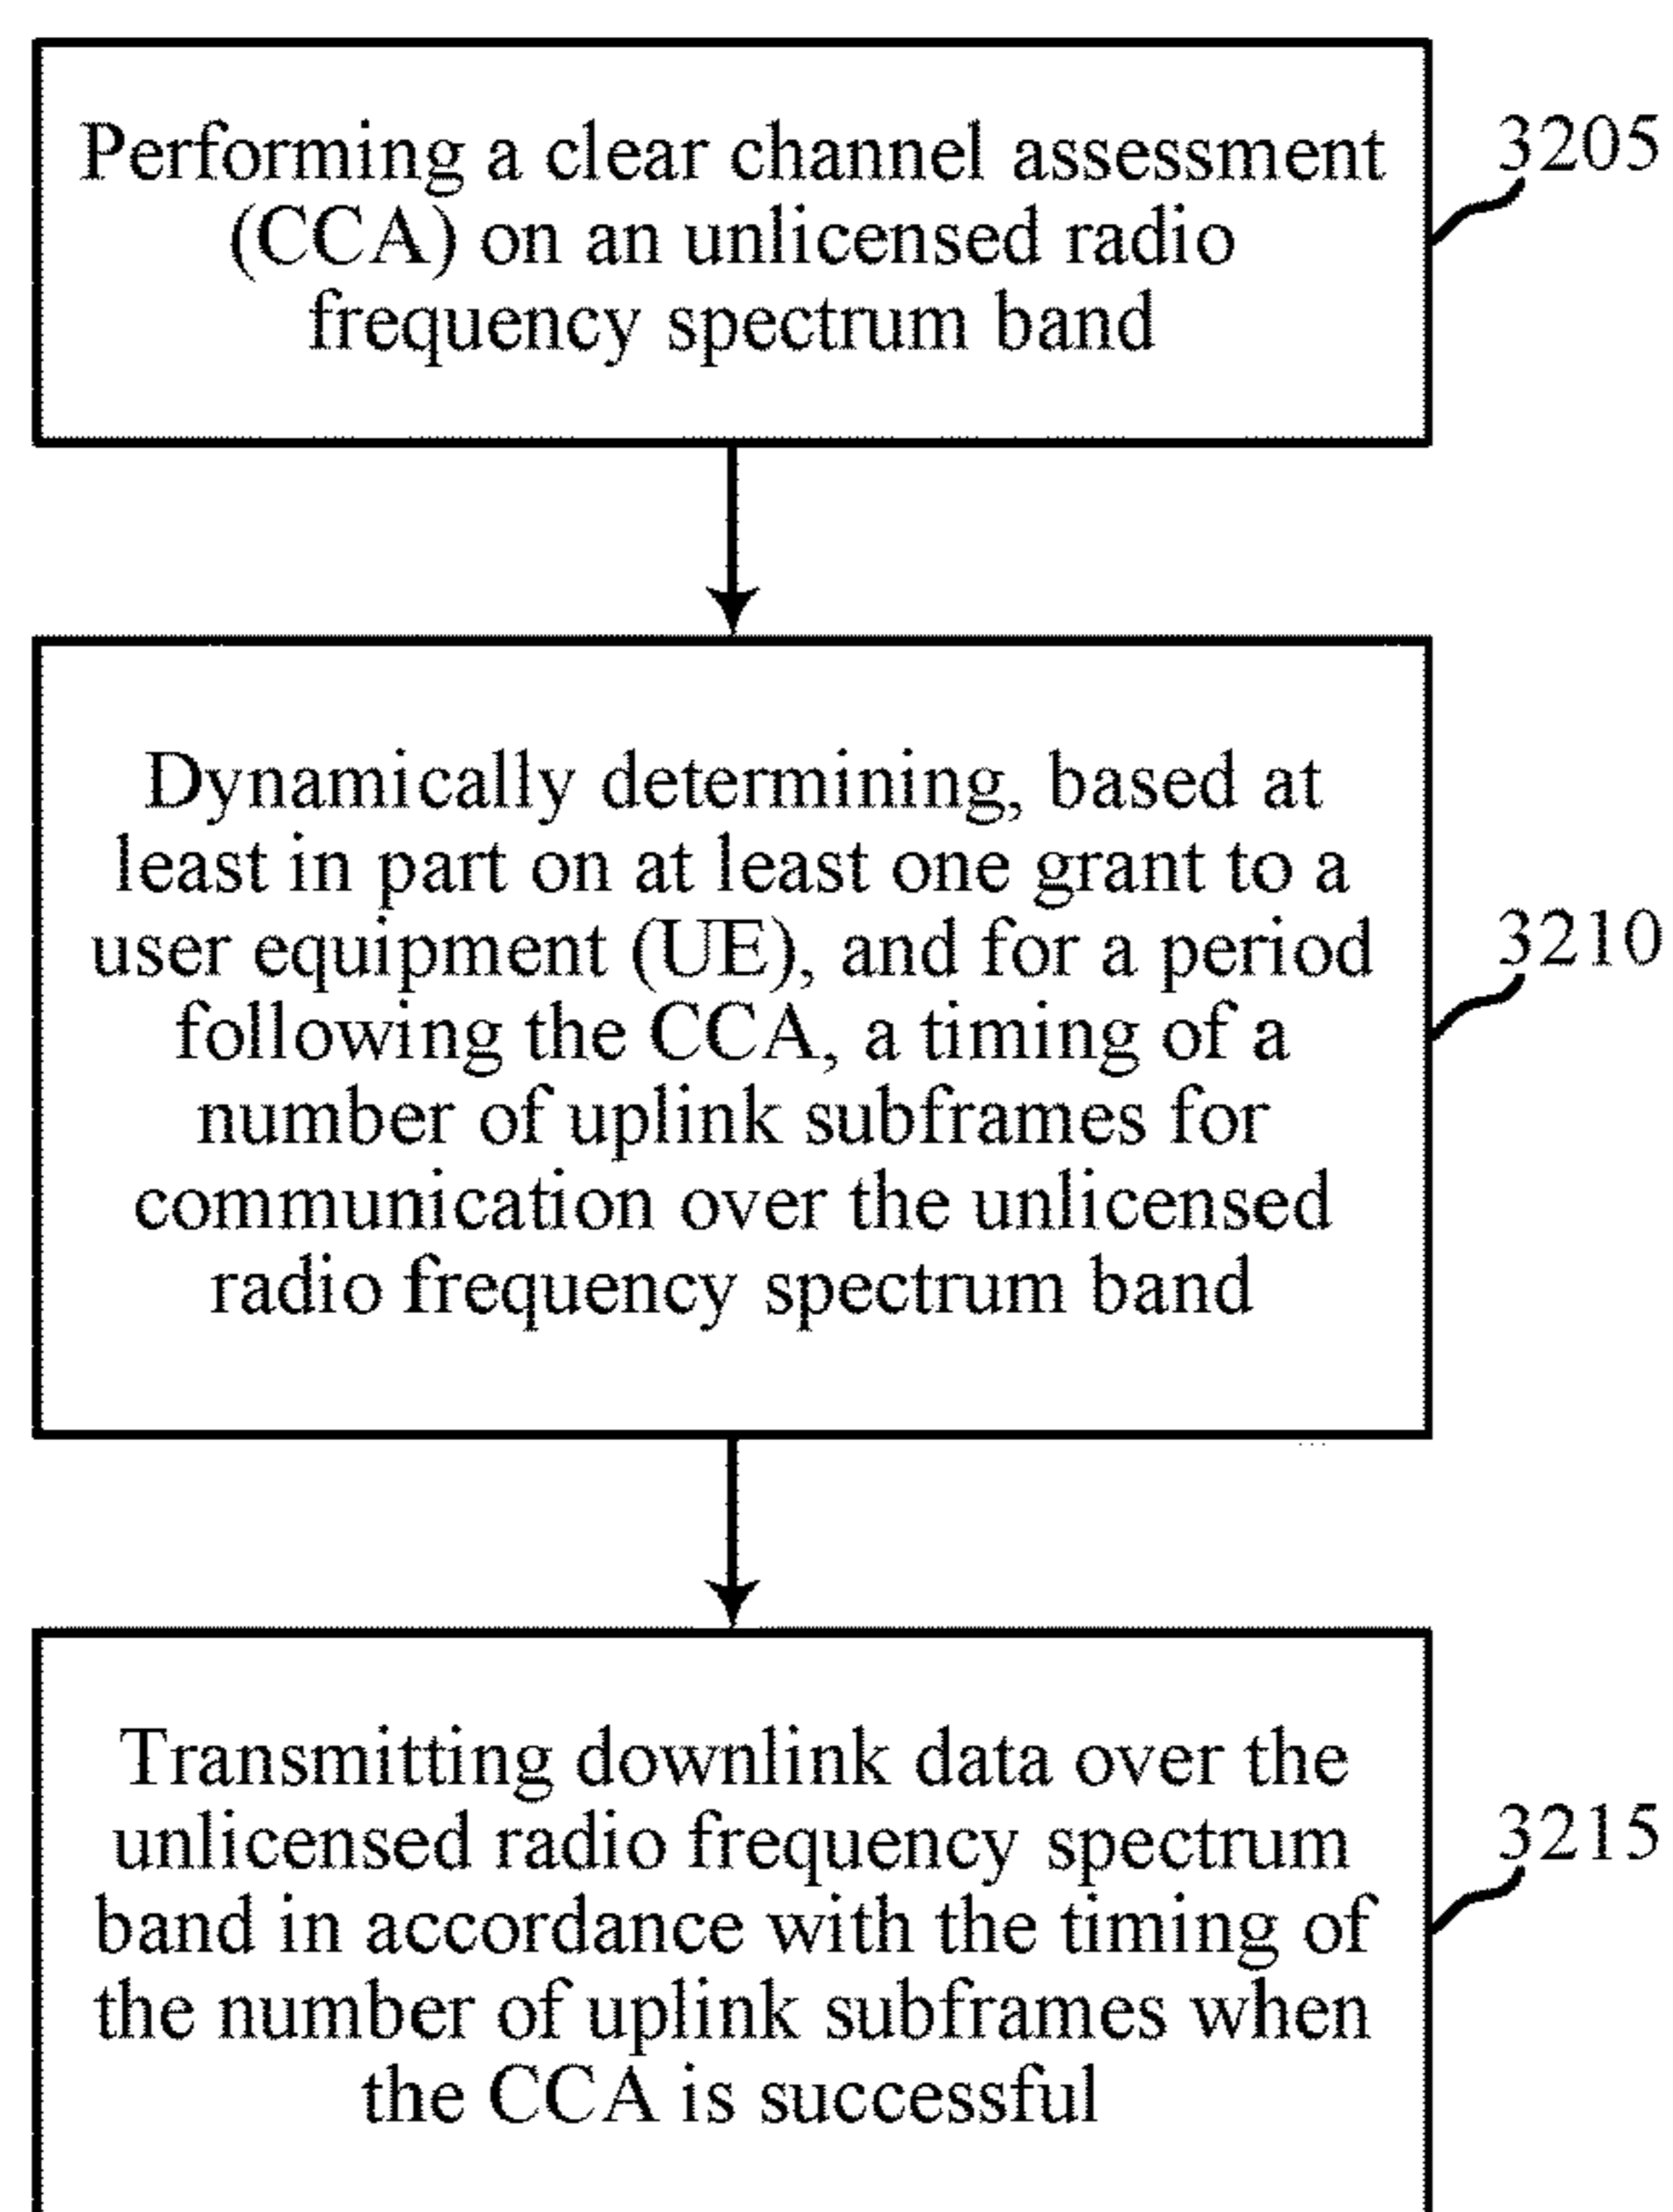 Performing a clear channel assessment
(CCA) on an unlicensed radio
frequency spectrum band
3205
Dynamically determining, based at
least in part on at least one grant to a
user equipment (UE), and for a period
following the CCA, a timing of a
number of uplink subframes for
communication over the unlicensed
radio frequency spectrum band
3210
Transmitting downlink data over the
unlicensed radio frequency spectrum
band in accordance with the timing of
the number of uplink subframes when
the CCA is successful
3215